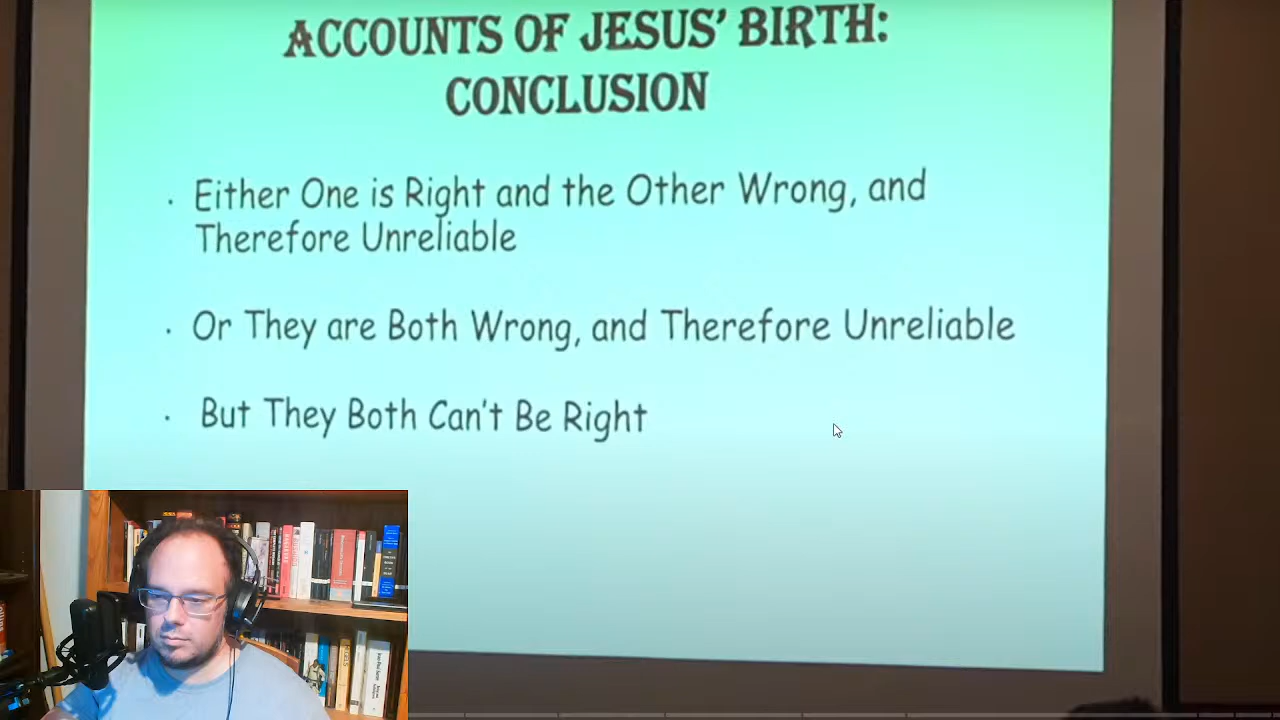 ACCOUNTS OF JESUS' BIRTH:
CONCLUSION
· Either One is Right and the Other Wrong, and
Therefore Unreliable
· Or They are Both Wrong, and Therefore Unreliable
· But They Both Can't Be Right